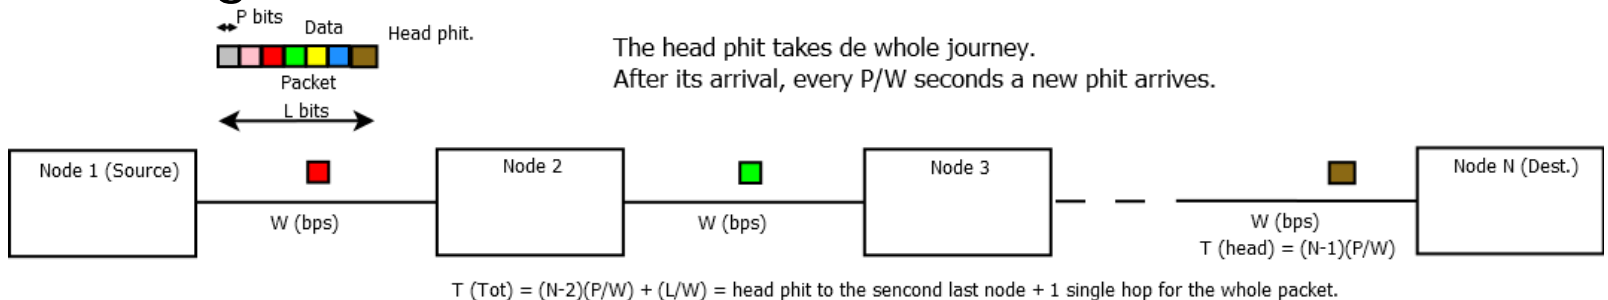 P bits
Data
Head phit.
Packet
L bits
The head phit takes de whole journey.
After its arrival, every P/W seconds a new phit arrives.
Node 1 (Source)
Node 2
Node 3
Node N (Dest.)
W (bps)
W (bps)
W (bps)
T (head) = (N-1)(P/W)
T (Tot) = (N-2)(P/W) + (L/W) = head phit to the sencond last node + 1 single hop for the whole packet.